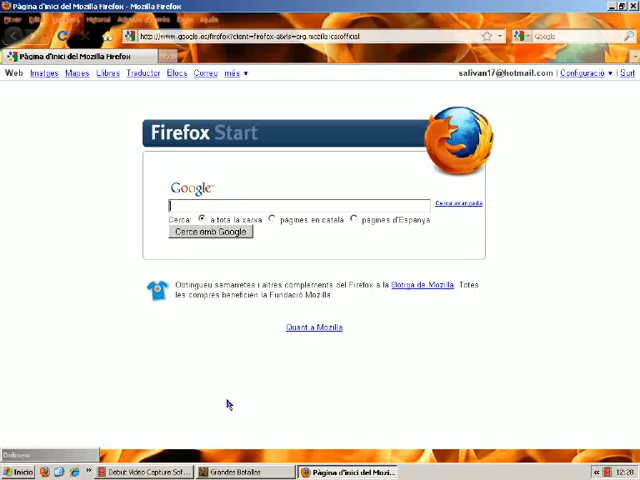 Pàgina d'inici del Mozilla Firefox - Mozilla Firefox
Historial
Ajuda
http://www.google.es/firefox?client=firefox-a&rls=org.mozilla:ca:official
Google
Pàgina d'inici del Mozilla Firefox
Web Imatges Mapes Llibres Traductor Blocs Correu més
salivan17@hotmail.com | Configuració | Surt
Firefox Start
Google
Cerca avançada
Cerca: a tota la xarxa pàgines en català pàgines d'Espanya
Cerca amb Google
Obtingueu samarretes i altres complements del Firefox a la Botiga de Mozilla. Totes
les compres beneficien la Fundació Mozilla.
Quant a Mozilla
Inicio
Debut Video Capture Sof...
Grandes Batallas
Pàgina d'inici del Mozi...
12:28